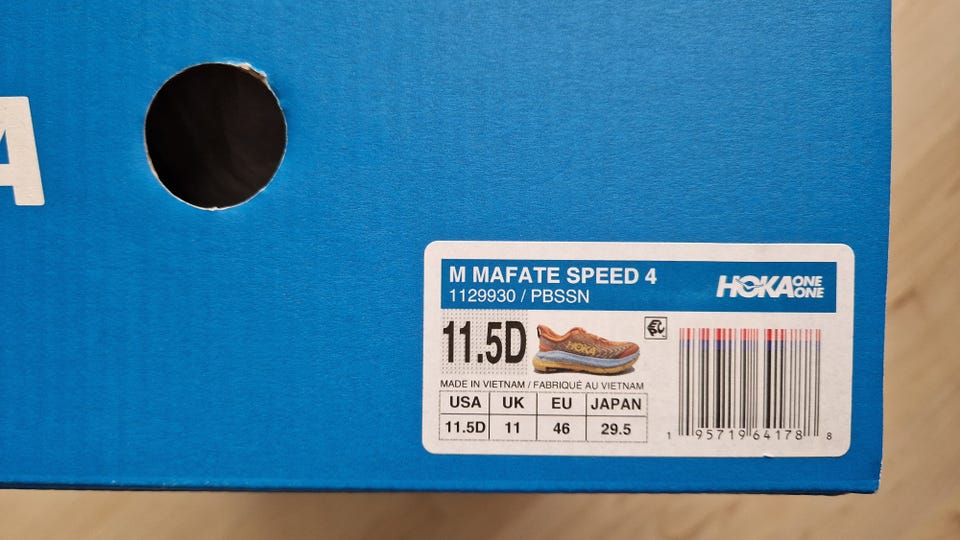 A
M MAFATE SPEED 4
1129930 / PBSSN
HOKA ONE ONE
11.5D
HOKA
MADE IN VIETNAM / FABRIQUÉ AU VIETNAM
USA UK EU JAPAN
11.5D 11 46 29.5
1 95719 64178 8